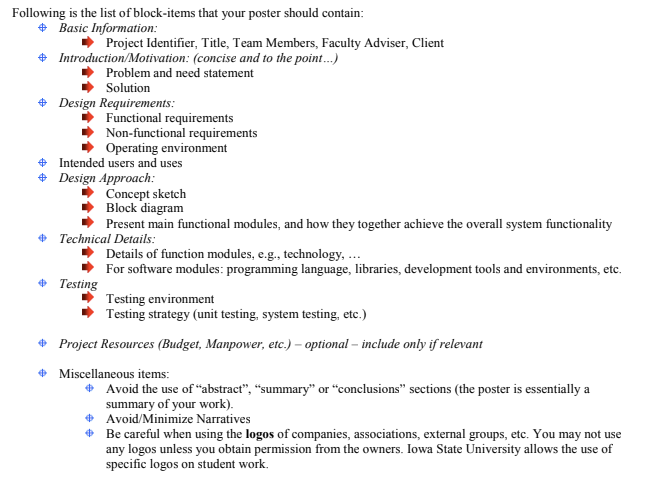 Following is the list of block-items that your poster should contain:
Basic Information:
Project Identifier, Title, Team Members, Faculty Adviser, Client
Introduction/Motivation: (concise and to the point…)
Problem and need statement
Solution
Design Requirements:
Functional requirements
Non-functional requirements
Operating environment
Intended users and uses
Design Approach:
Concept sketch
Block diagram
Present main functional modules, and how they together achieve the overall system functionality
Technical Details:
Details of function modules, e.g., technology, …
For software modules: programming language, libraries, development tools and environments, etc.
Testing
Testing environment
Testing strategy (unit testing, system testing, etc.)
Project Resources (Budget, Manpower, etc.) – optional – include only if relevant
Miscellaneous items:
Avoid the use of “abstract”, “summary” or “conclusions” sections (the poster is essentially a
summary of your work).
Avoid/Minimize Narratives
Be careful when using the logos of companies, associations, external groups, etc. You may not use
any logos unless you obtain permission from the owners. Iowa State University allows the use of
specific logos on student work.